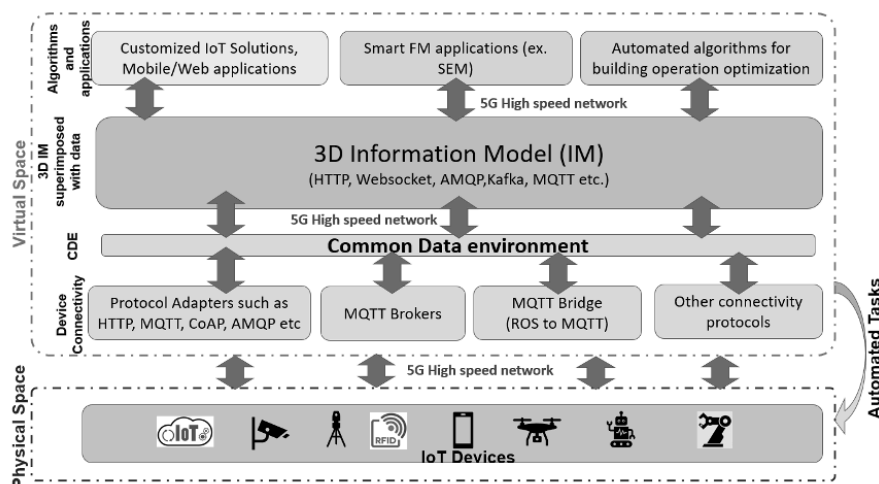 Algorithms
and
applications
Customized IoT Solutions,
Mobile/Web applications
Smart FM applications (ex.
SEM)
Automated algorithms for
building operation optimization
5G High speed network
Virtual Space
3D IM
superimposed
with data
3D Information Model (IM)
(HTTP, Websocket, AMQP,Kafka, MQTT etc.)
5G High speed network
CDE
Common Data environment
Device
Connectivity
Protocol Adapters such as
HTTP, MQTT, CoAP, AMQP etc
MQTT Brokers
MQTT Bridge
(ROS to MQTT)
Other connectivity
protocols
Automated Tasks
5G High speed network
Physical Space
IoT
RFID
IoT Devices